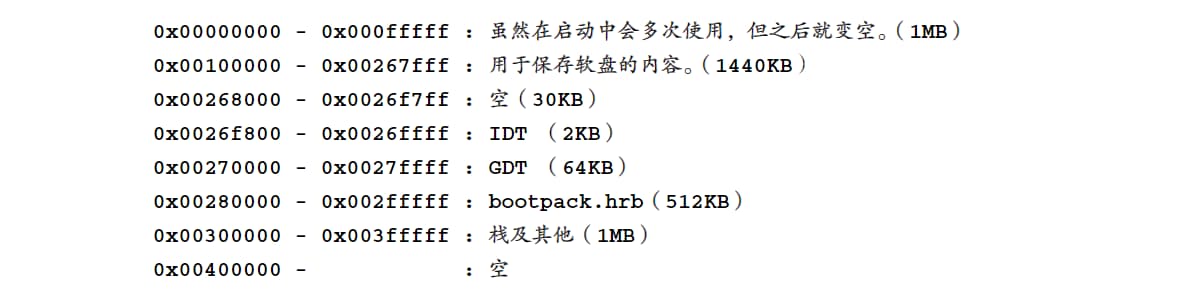 0x00000000 - 0x000fffff : 虽然在启动中会多次使用，但之后就变空。（1MB）
0x00100000 - 0x00267fff : 用于保存软盘的内容。（1440KB）
0x00268000 - 0x0026f7ff : 空（30KB）
0x0026f800 - 0x0026ffff : IDT （2KB）
0x00270000 - 0x0027ffff : GDT （64KB）
0x00280000 - 0x002fffff : bootpack.hrb（512KB）
0x00300000 - 0x003fffff : 栈及其他（1MB）
0x00400000 - : 空